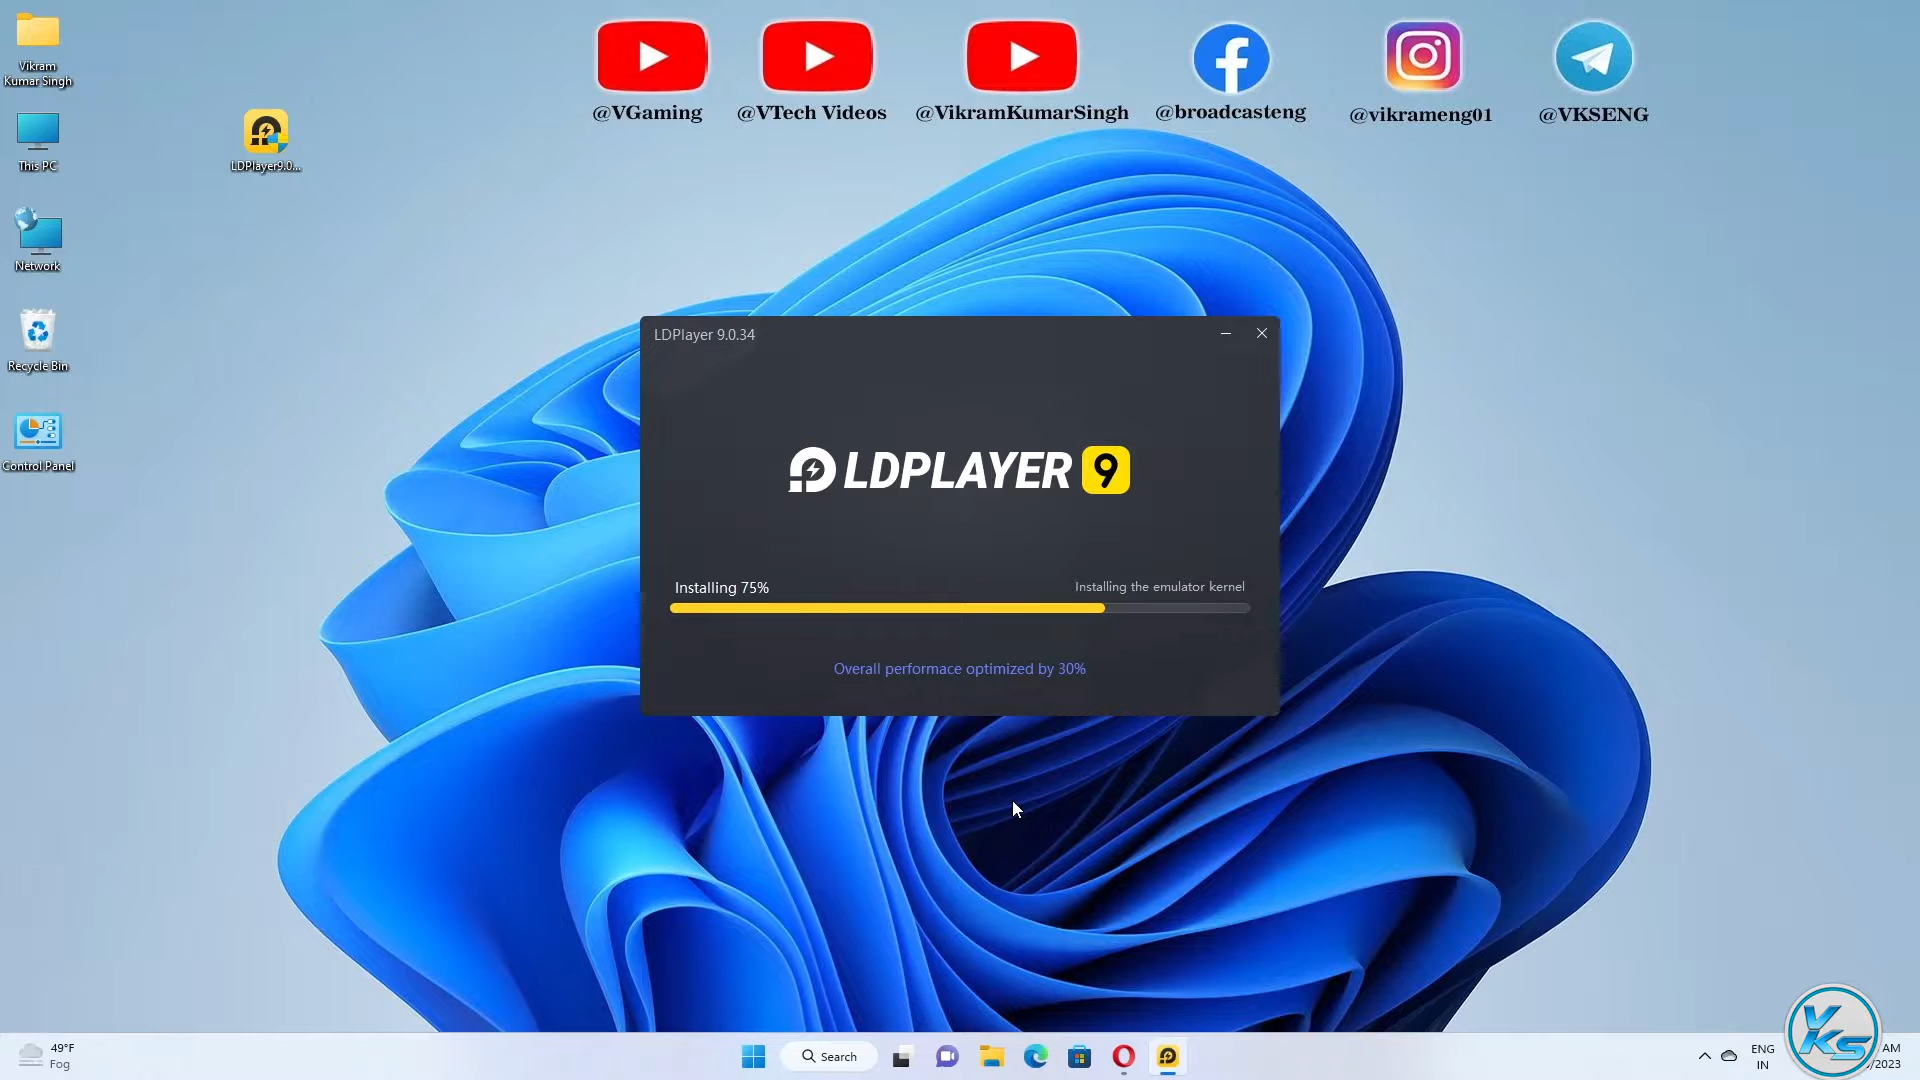 Vikram
Kumar Singh
This PC
Network
Recycle Bin
Control Panel
LDPlayer9.0...
@VGaming
@VTech Videos
@VikramKumarSingh
@broadcasteng
@vikrameng01
@VKSENG
LDPlayer 9.0.34
LDPLAYER 9
Installing 75%
Installing the emulator kernel
Overall performace optimized by 30%
49°F
Fog
Search
ENG
IN
VKS
AM
/2023